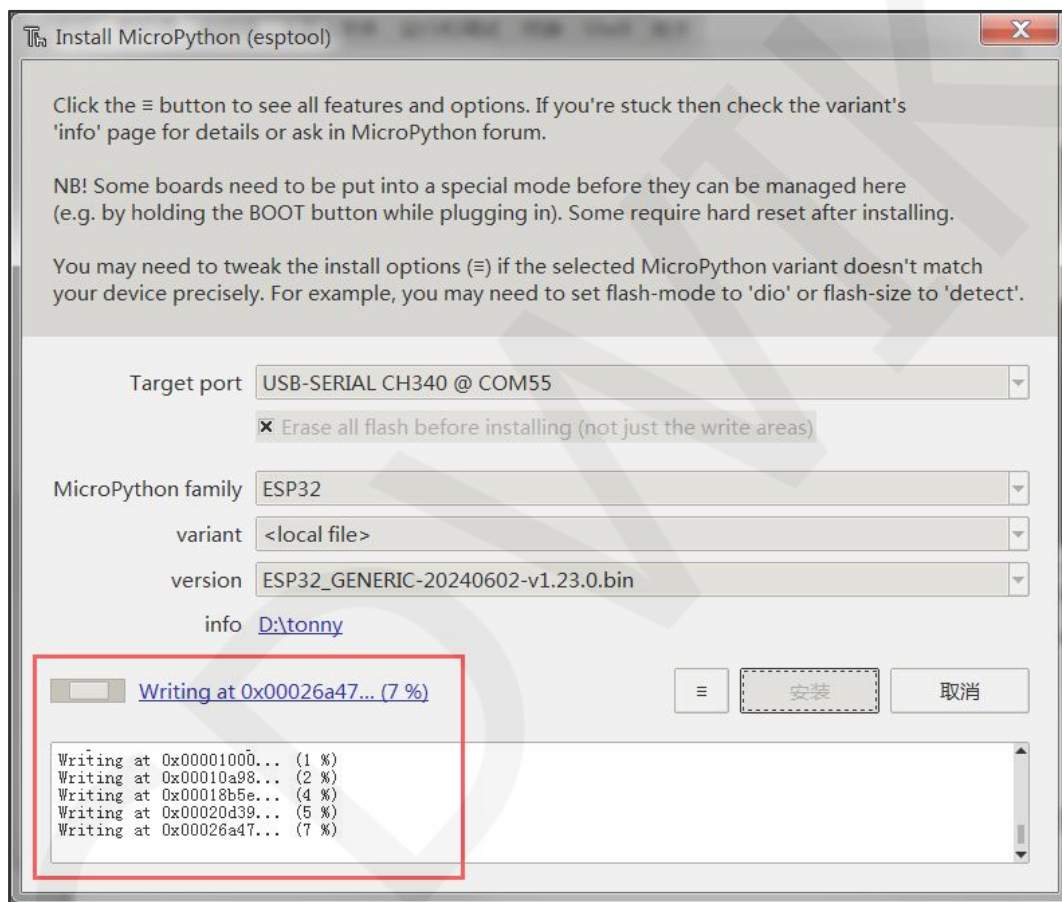 Install MicroPython (esptool)
Click the ≡ button to see all features and options. If you're stuck then check the variant's
'info' page for details or ask in MicroPython forum.
NB! Some boards need to be put into a special mode before they can be managed here
(e.g. by holding the BOOT button while plugging in). Some require hard reset after installing.
You may need to tweak the install options (≡) if the selected MicroPython variant doesn't match
your device precisely. For example, you may need to set flash-mode to 'dio' or flash-size to 'detect'.
Target port USB-SERIAL CH340 @ COM55
Erase all flash before installing (not just the write areas)
MicroPython family ESP32
variant <local file>
version ESP32_GENERIC-20240602-v1.23.0.bin
info D:\tonny
Writing at 0x00026a47... (7 %) ≡ 安装 取消
Writing at 0x00001000... (1 %)
Writing at 0x00010a98... (2 %)
Writing at 0x00018b5e... (4 %)
Writing at 0x00020d39... (5 %)
Writing at 0x00026a47... (7 %)